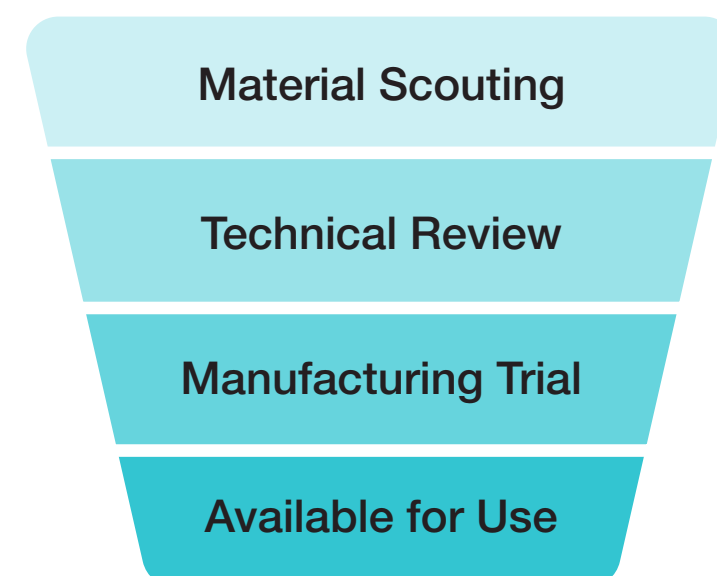 Material Scouting
Technical Review
Manufacturing Trial
Available for Use